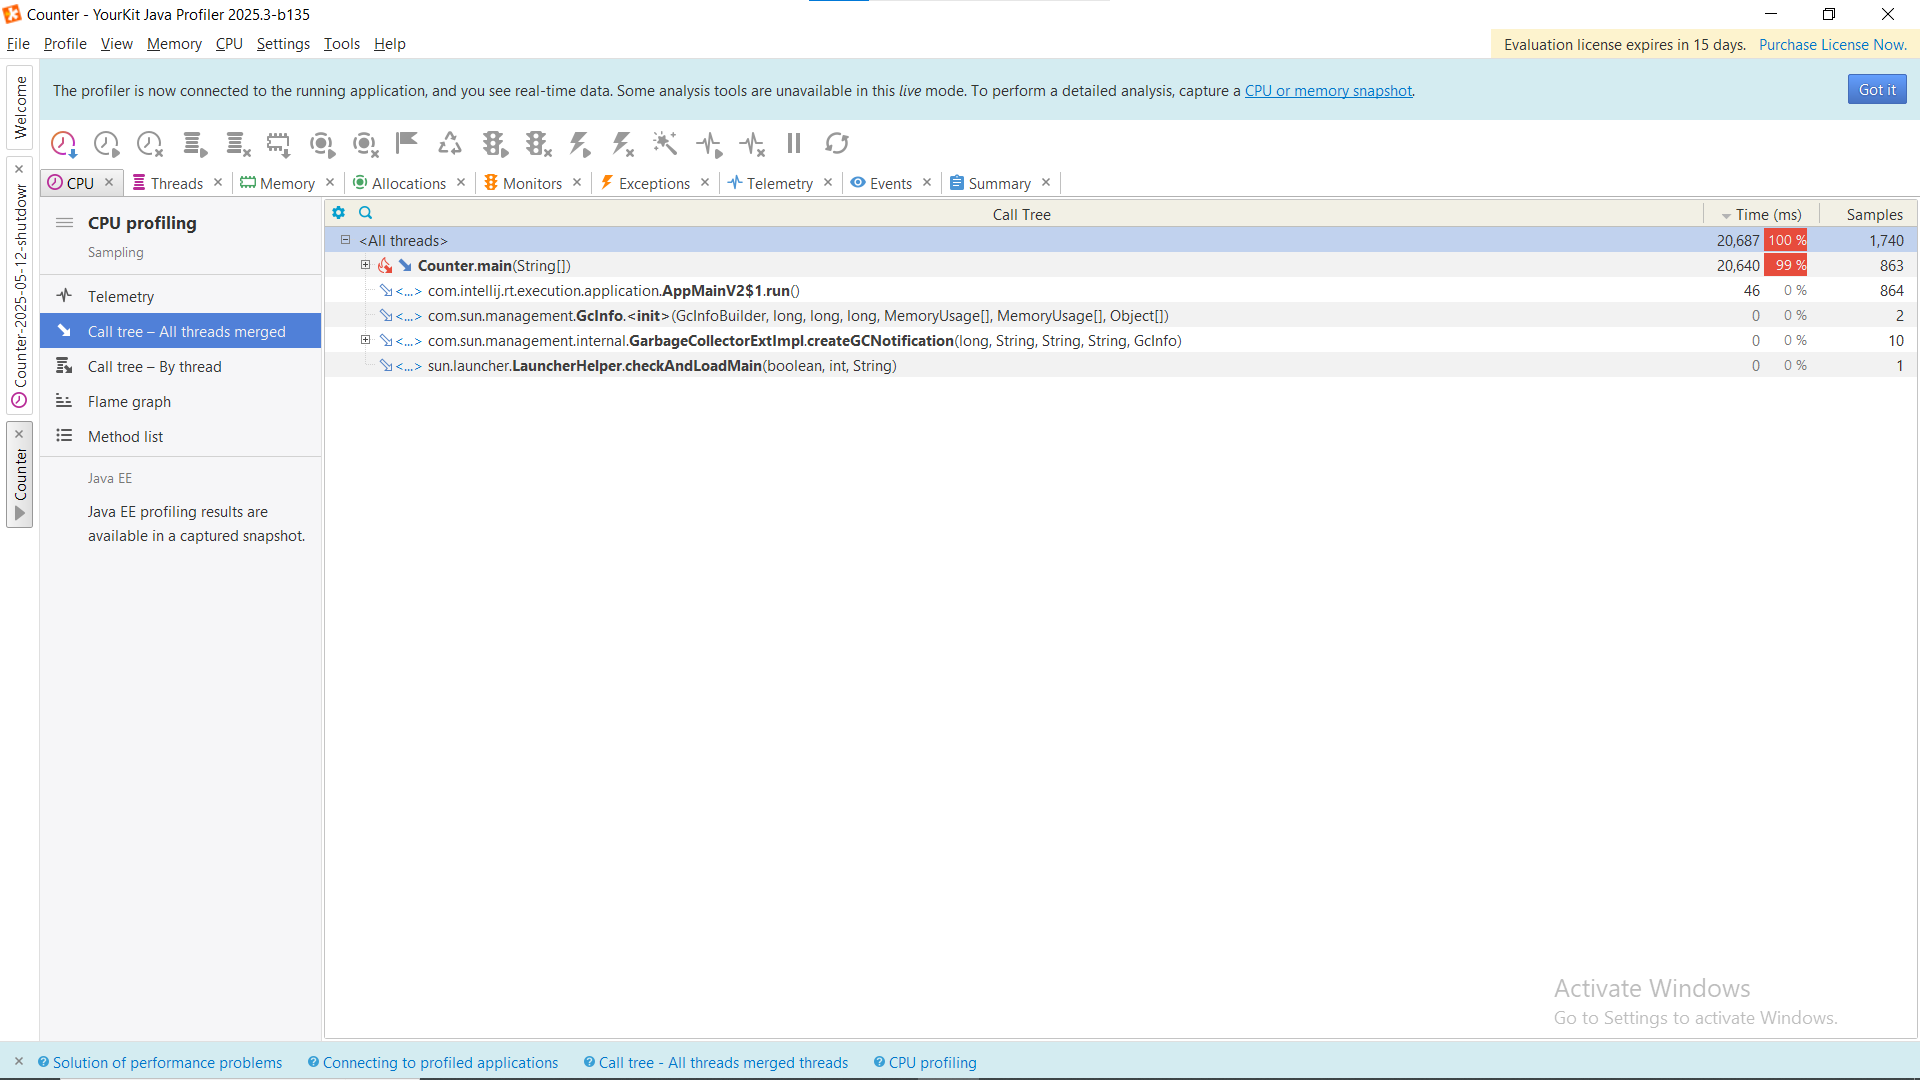 Counter - YourKit Java Profiler 2025.3-b135
File Profile View Memory CPU Settings Tools Help
Evaluation license expires in 15 days. Purchase License Now.
Welcome
Counter-2025-05-12-shutdown
Counter
The profiler is now connected to the running application, and you see real-time data. Some analysis tools are unavailable in this live mode. To perform a detailed analysis, capture a CPU or memory snapshot.
Got it
CPU Threads Memory Allocations Monitors Exceptions Telemetry Events Summary
CPU profiling
Sampling
Telemetry
Call tree – All threads merged
Call tree – By thread
Flame graph
Method list
Java EE
Java EE profiling results are
available in a captured snapshot.
Call Tree Time (ms) Samples
<All threads> 20,687 100 % 1,740
Counter.main(String[]) 20,640 99 % 863
<...> com.intellij.rt.execution.application.AppMainV2$1.run() 46 0 % 864
<...> com.sun.management.GcInfo.<init>(GcInfoBuilder, long, long, long, MemoryUsage[], MemoryUsage[], Object[]) 0 0 % 2
<...> com.sun.management.internal.GarbageCollectorExtImpl.createGCNotification(long, String, String, String, GcInfo) 0 0 % 10
<...> sun.launcher.LauncherHelper.checkAndLoadMain(boolean, int, String) 0 0 % 1
Activate Windows
Go to Settings to activate Windows.
Solution of performance problems Connecting to profiled applications Call tree - All threads merged threads CPU profiling